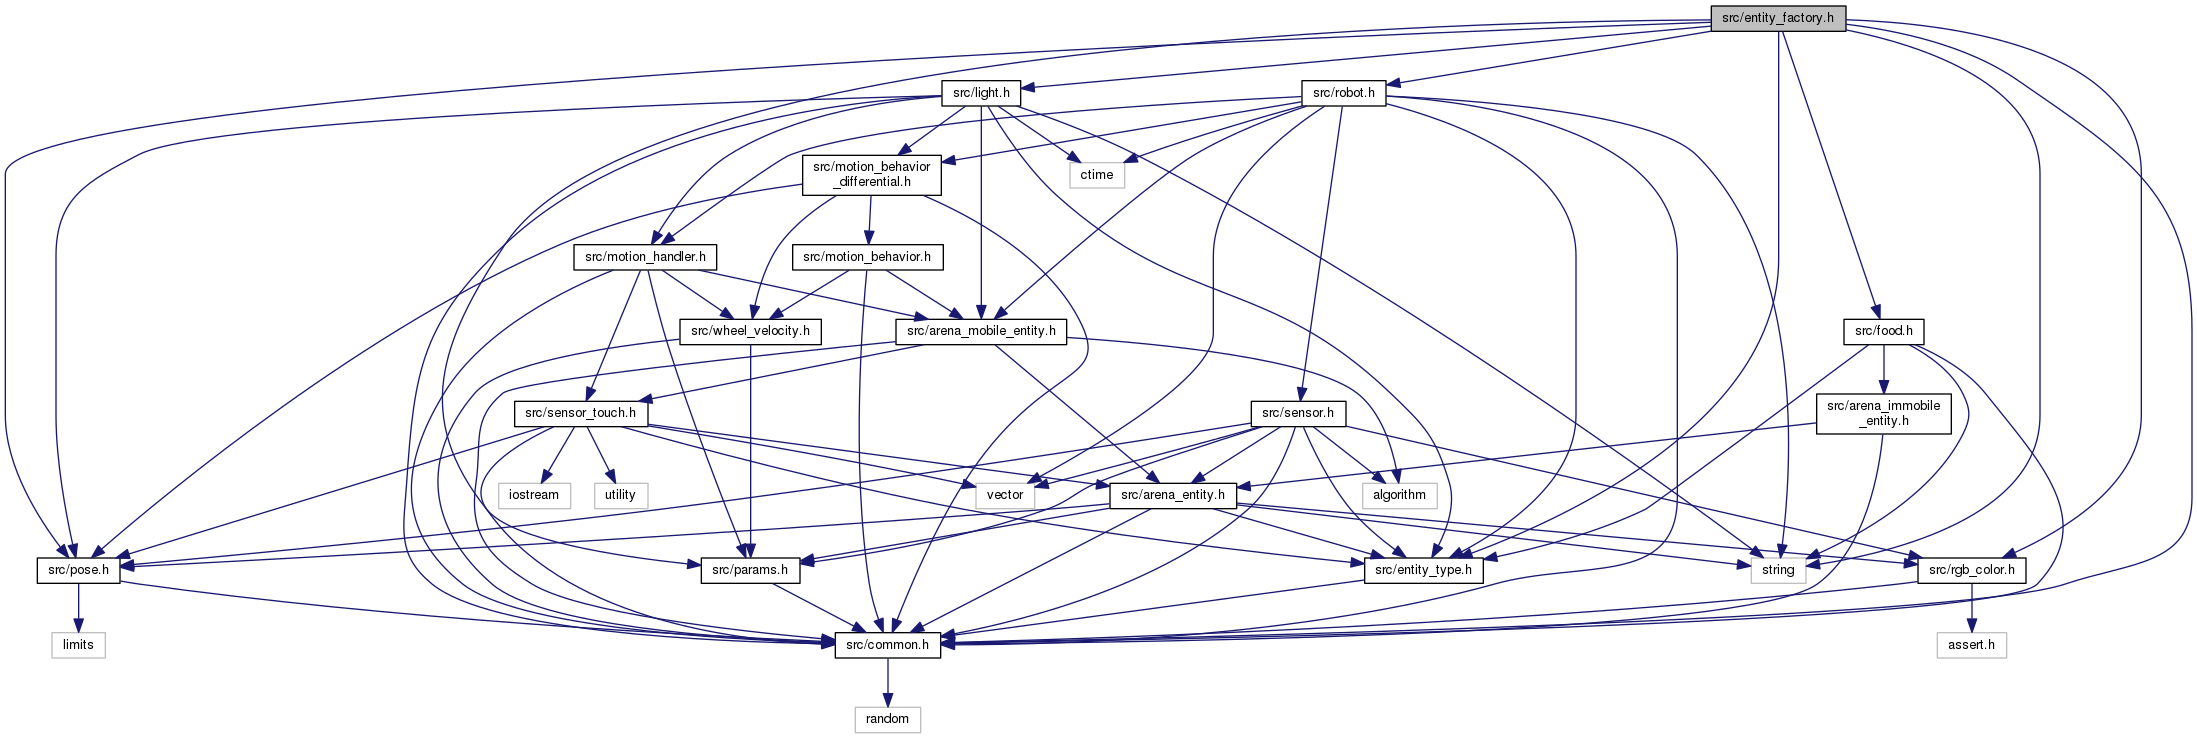 src/entity_factory.h
src/light.h
src/robot.h
src/motion_behavior
_differential.h
ctime
src/motion_handler.h
src/motion_behavior.h
src/wheel_velocity.h
src/arena_mobile_entity.h
src/food.h
src/sensor_touch.h
src/sensor.h
src/arena_immobile
_entity.h
iostream
utility
vector
src/arena_entity.h
algorithm
src/pose.h
src/params.h
src/entity_type.h
string
src/rgb_color.h
limits
src/common.h
assert.h
random